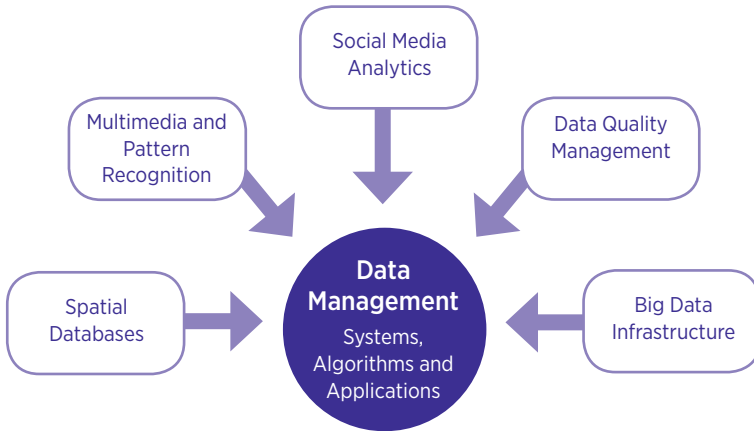 Social Media
Analytics
Multimedia and
Pattern
Recognition
Data Quality
Management
Spatial
Databases
Data
Management
Systems,
Algorithms and
Applications
Big Data
Infrastructure